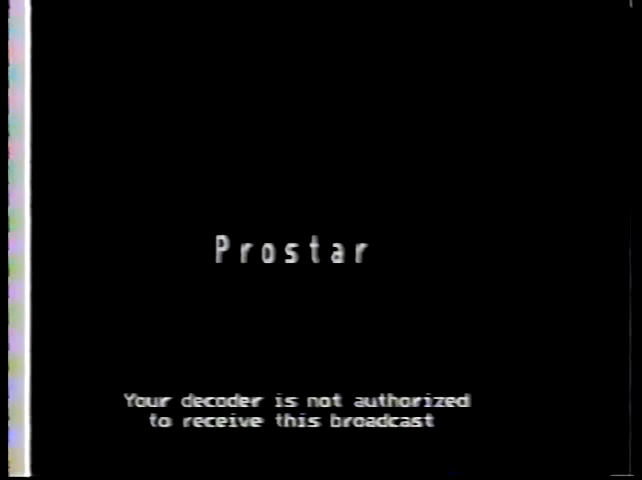 Prostar
Your decoder is not authorized
to receive this broadcast